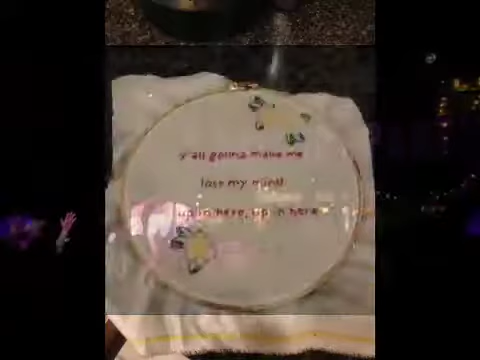 y'all gonna make me
lose my mind
up in here, up in here